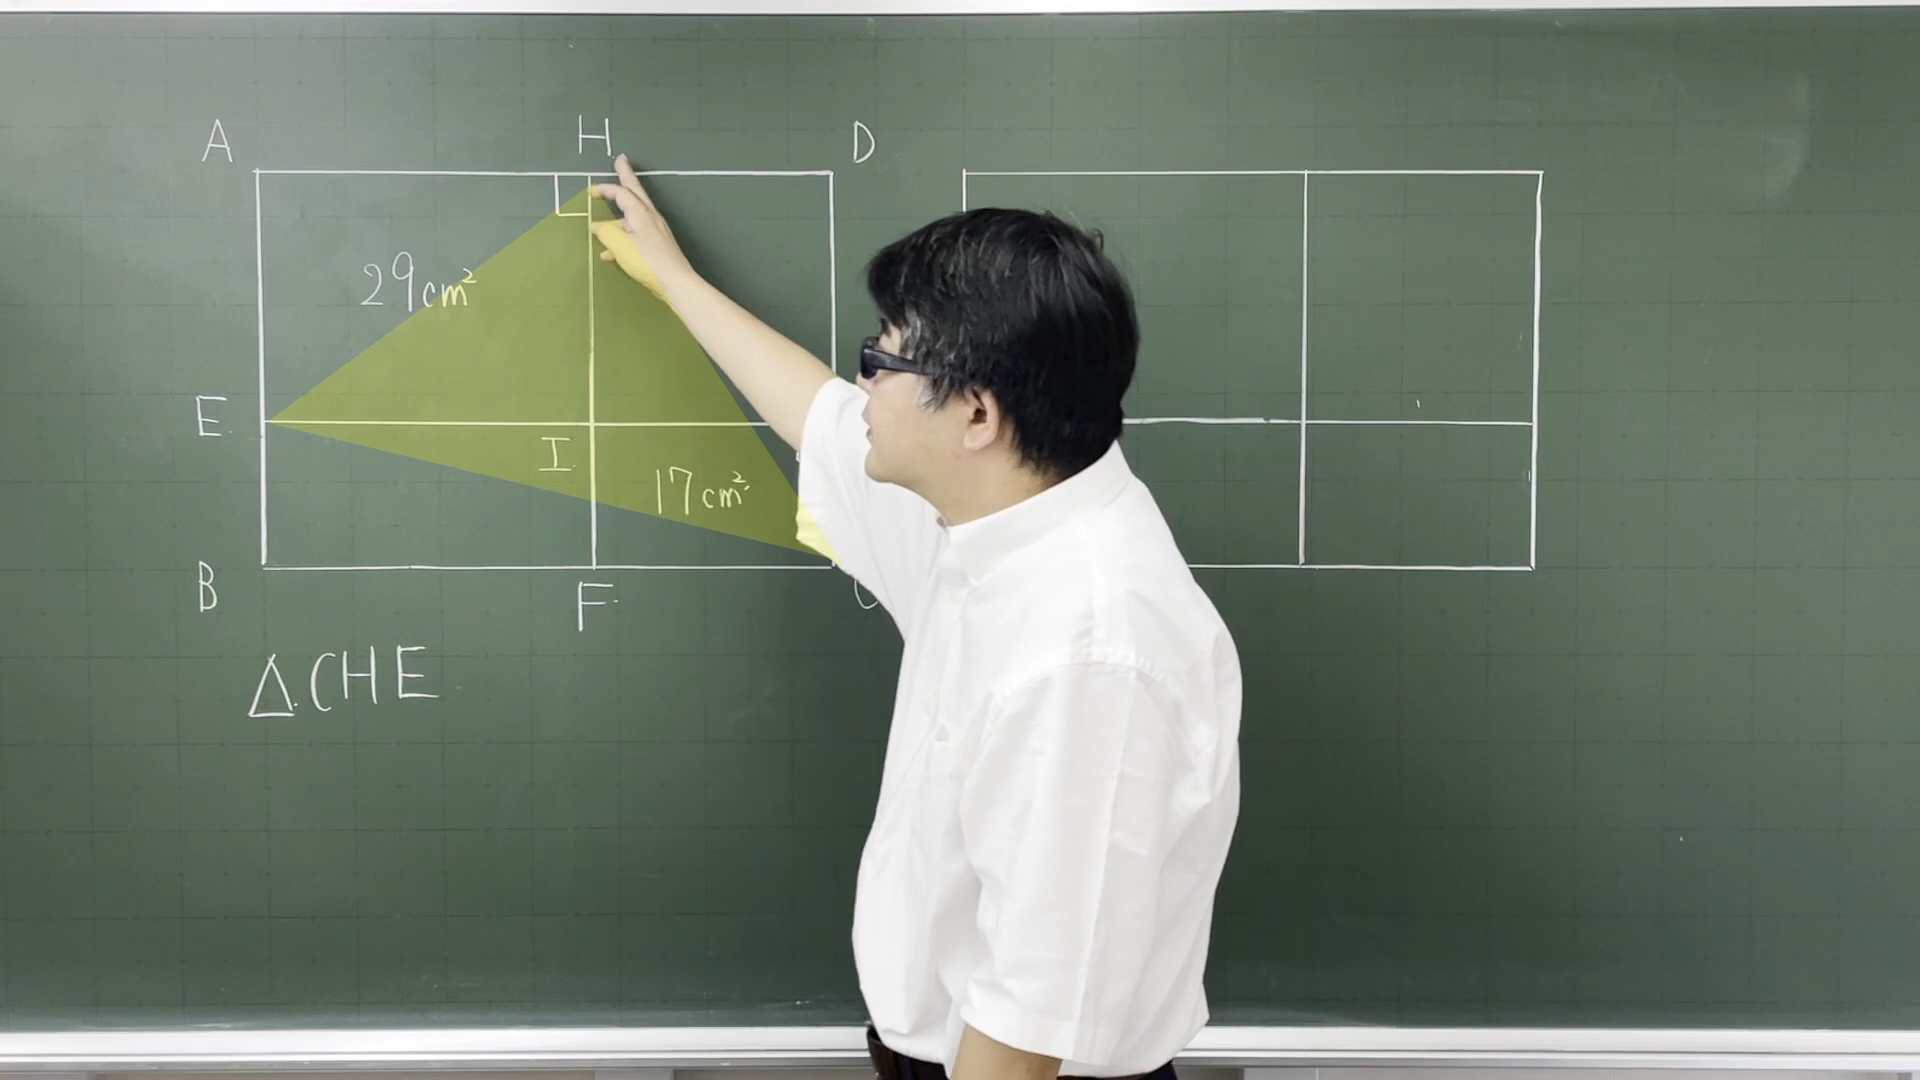 A H D
29cm²
E
I
17cm²
B F
△CHE